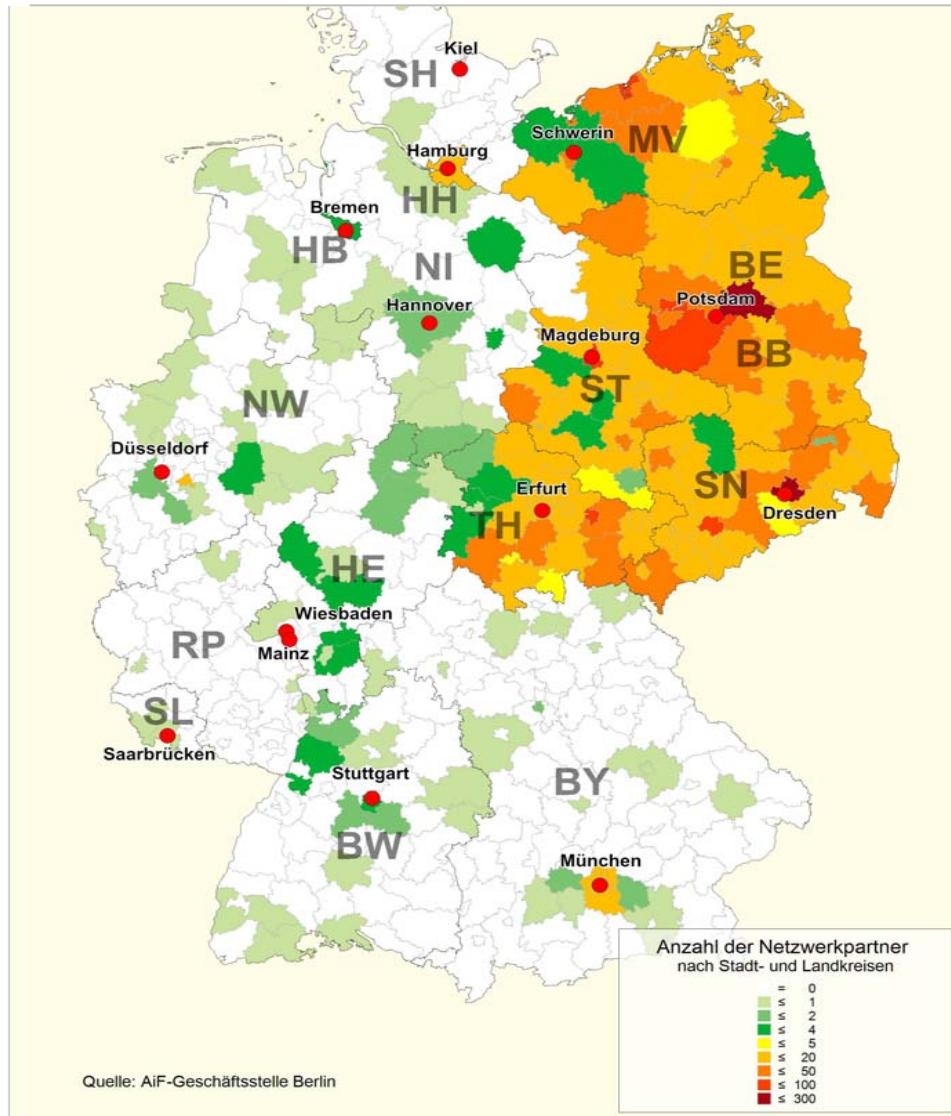 Kiel
SH
Schwerin
MV
Hamburg
HH
Bremen
HB
NI
BE
Potsdam
Hannover
Magdeburg
BB
ST
NW
Düsseldorf
SN
Erfurt
Dresden
TH
HE
Wiesbaden
RP
Mainz
SL
Saarbrücken
Stuttgart
BY
BW
München
Anzahl der Netzwerkpartner
nach Stadt- und Landkreisen
= 0
≤ 1
≤ 2
≤ 4
≤ 5
≤ 20
≤ 50
≤ 100
≤ 300
Quelle: AiF-Geschäftsstelle Berlin